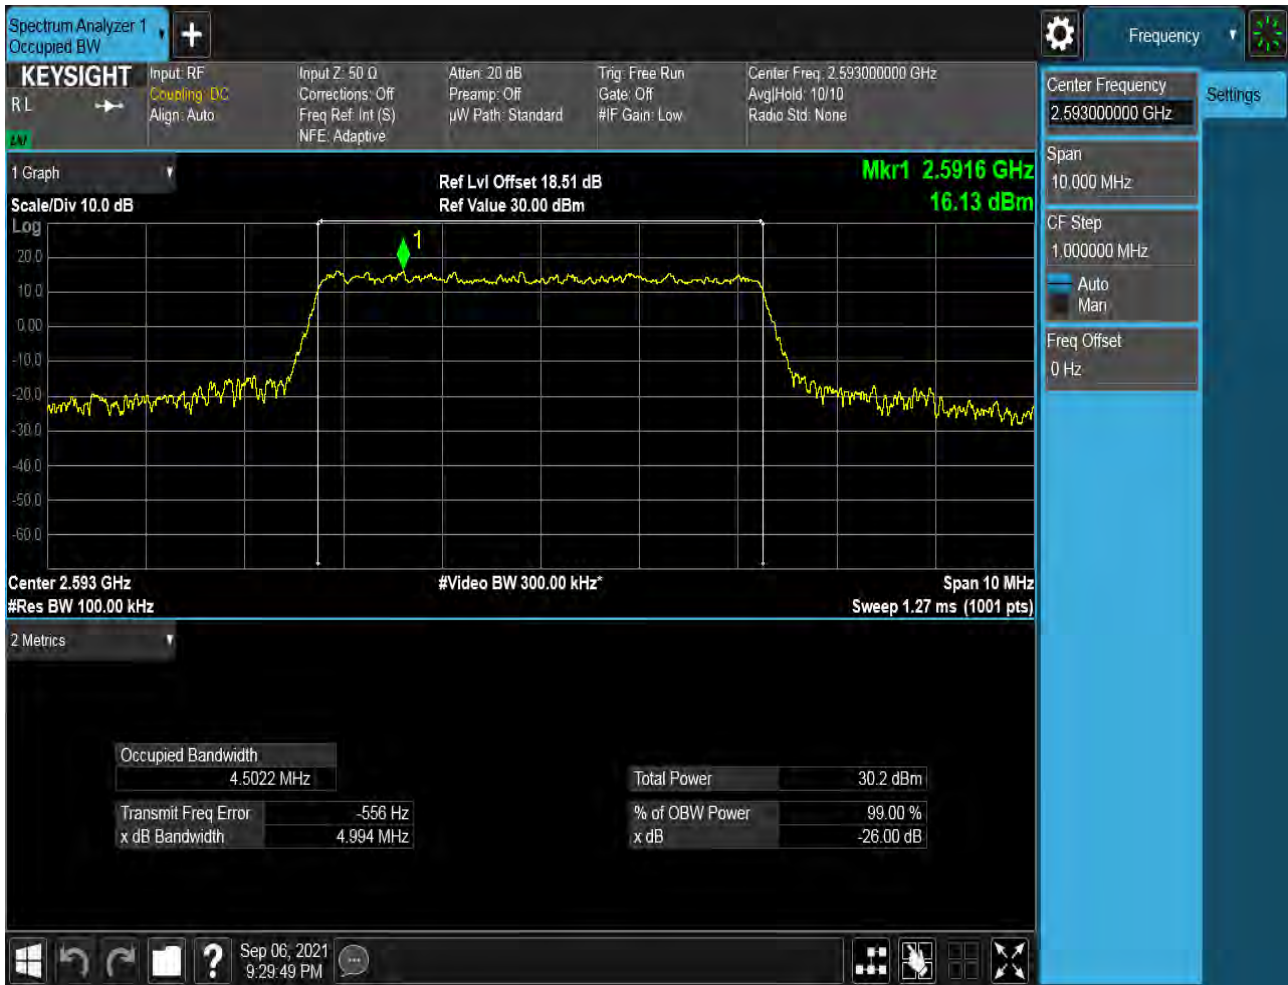 Spectrum Analyzer 1
Occupied BW
Frequency
KEYSIGHT
R L
Input: RF
Coupling: DC
Align: Auto
Input Z: 50 Ω
Corrections: Off
Freq Ref: Int (S)
NFE: Adaptive
Atten: 20 dB
Preamp: Off
µW Path: Standard
Trig: Free Run
Gate: Off
#IF Gain: Low
Center Freq: 2.593000000 GHz
Avg|Hold: 10/10
Radio Std: None
1 Graph
Scale/Div 10.0 dB
Ref Lvl Offset 18.51 dB
Ref Value 30.00 dBm
Mkr1 2.5916 GHz
16.13 dBm
Log
20.0
10.0
0.00
-10.0
-20.0
-30.0
-40.0
-50.0
-60.0
1
Center 2.593 GHz
#Res BW 100.00 kHz
#Video BW 300.00 kHz*
Span 10 MHz
Sweep 1.27 ms (1001 pts)
2 Metrics
Occupied Bandwidth
4.5022 MHz
Transmit Freq Error -556 Hz
x dB Bandwidth 4.994 MHz
Total Power 30.2 dBm
% of OBW Power 99.00 %
x dB -26.00 dB
Center Frequency
2.593000000 GHz
Settings
Span
10.000 MHz
CF Step
1.000000 MHz
Auto
Man
Freq Offset
0 Hz
?
Sep 06, 2021
9:29:49 PM